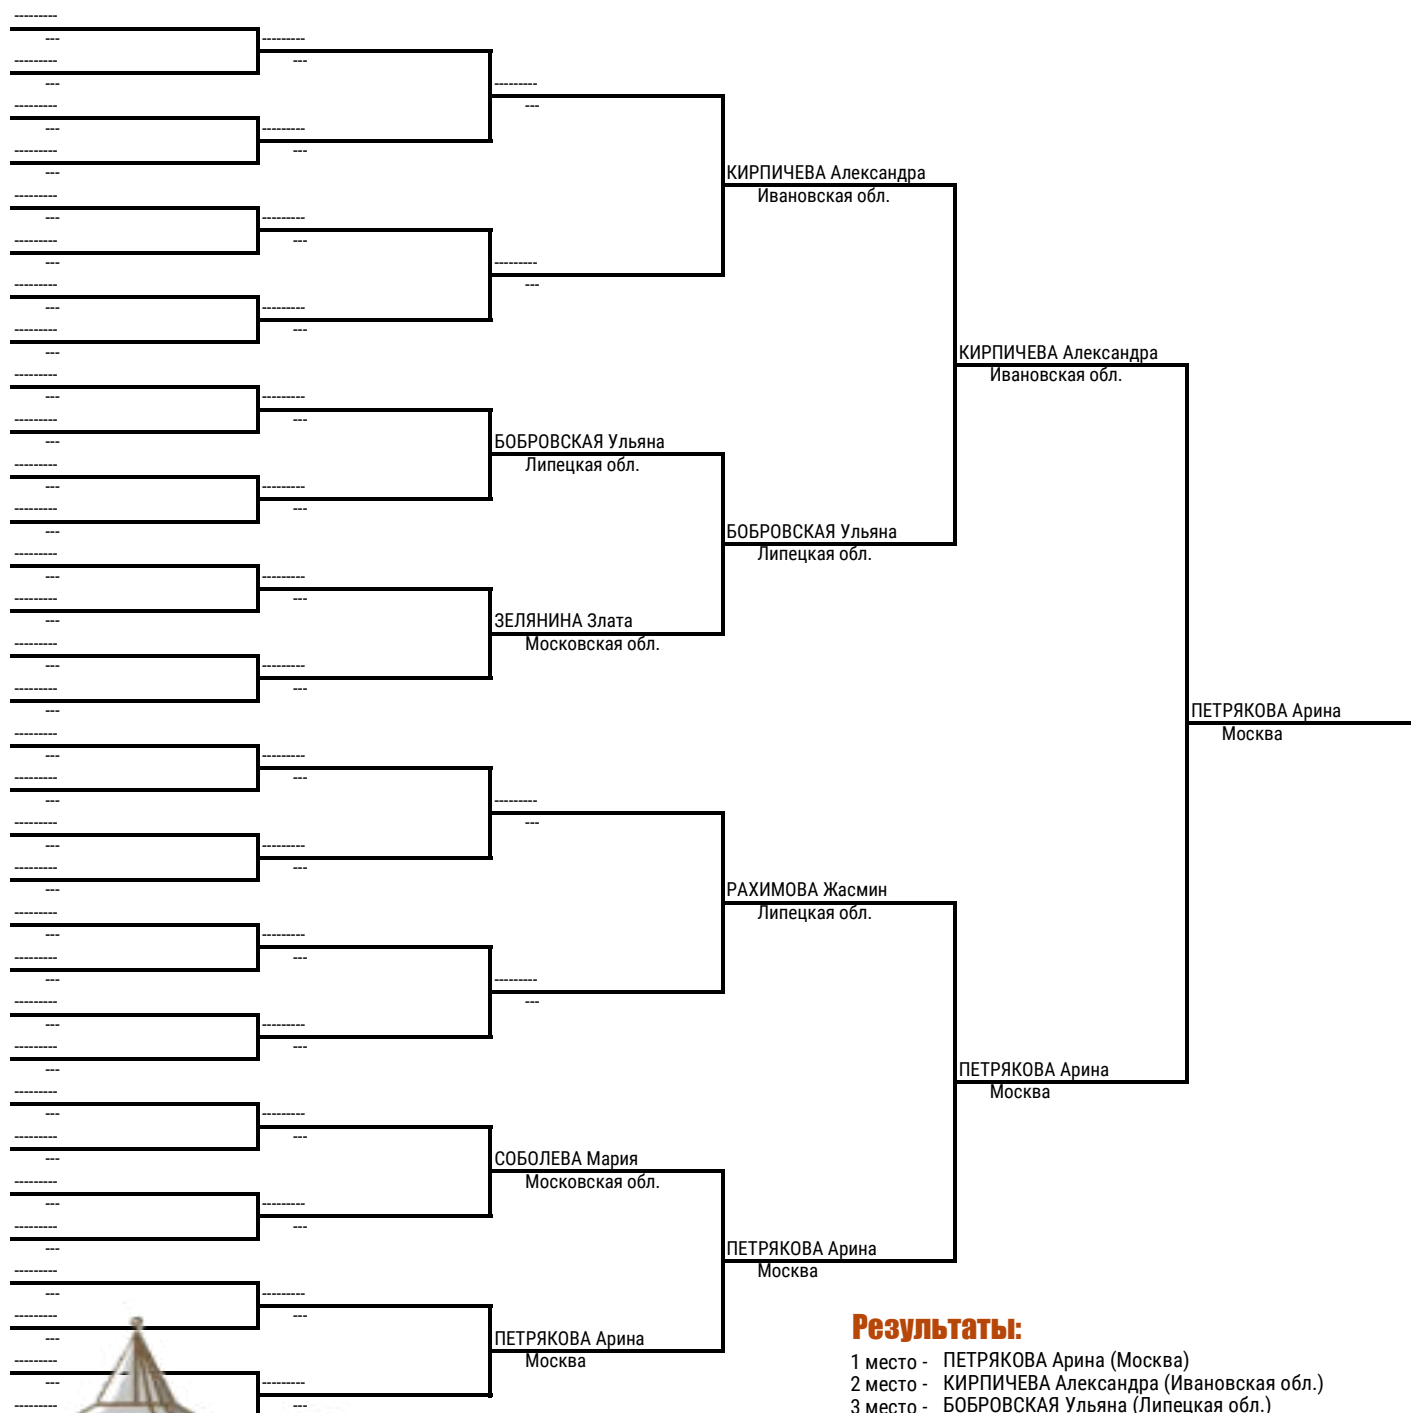 КИРПИЧЕВА Александра
Ивановская обл.
КИРПИЧЕВА Александра
Ивановская обл.
БОБРОВСКАЯ Ульяна
Липецкая обл.
БОБРОВСКАЯ Ульяна
Липецкая обл.
ЗЕЛЯНИНА Злата
Московская обл.
ПЕТРЯКОВА Арина
Москва
РАХИМОВА Жасмин
Липецкая обл.
ПЕТРЯКОВА Арина
Москва
СОБОЛЕВА Мария
Московская обл.
ПЕТРЯКОВА Арина
Москва
ПЕТРЯКОВА Арина
Москва
Результаты:
1 место - ПЕТРЯКОВА Арина (Москва)
2 место - КИРПИЧЕВА Александра (Ивановская обл.)
3 место - БОБРОВСКАЯ Ульяна (Липецкая обл.)